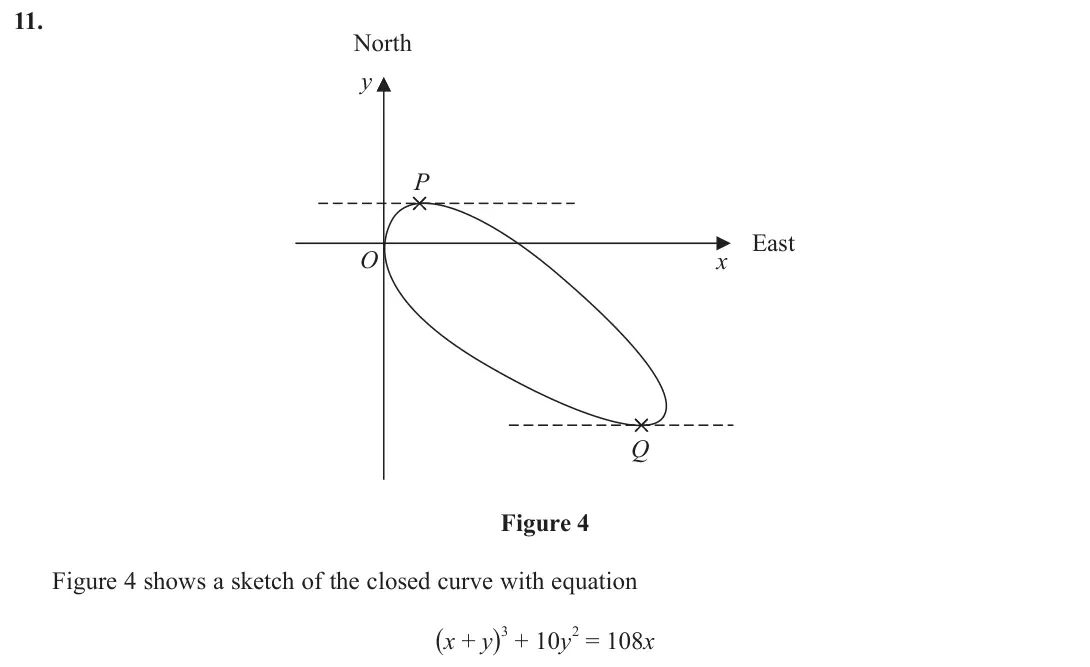 11.
North
y
P
O
East
x
Q
Figure 4
Figure 4 shows a sketch of the closed curve with equation
(x + y)³ + 10y² = 108x